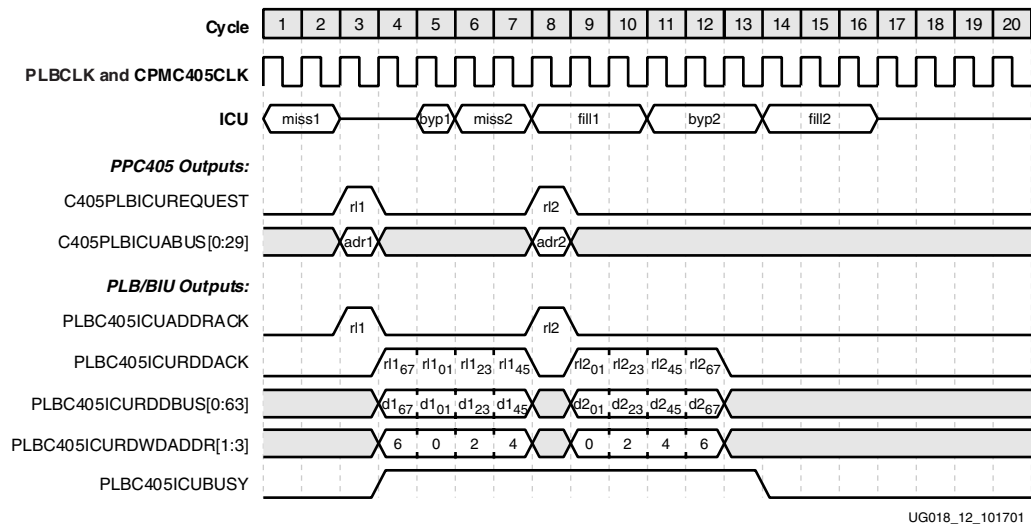 Cycle 1 2 3 4 5 6 7 8 9 10 11 12 13 14 15 16 17 18 19 20
PLBCLK and CPMC405CLK
ICU miss1 byp1 miss2 fill1 byp2 fill2
PPC405 Outputs:
C405PLBICUREQUEST rl1 rl2
C405PLBICUABUS[0:29] adr1 adr2
PLB/BIU Outputs:
PLBC405ICUADDRACK rl1 rl2
PLBC405ICURDDACK rl1₆₇ rl1₀₁ rl1₂₃ rl1₄₅ rl2₀₁ rl2₂₃ rl2₄₅ rl2₆₇
PLBC405ICURDDBUS[0:63] d1₆₇ d1₀₁ d1₂₃ d1₄₅ d2₀₁ d2₂₃ d2₄₅ d2₆₇
PLBC405ICURDWDADDR[1:3] 6 0 2 4 0 2 4 6
PLBC405ICUBUSY
UG018_12_101701